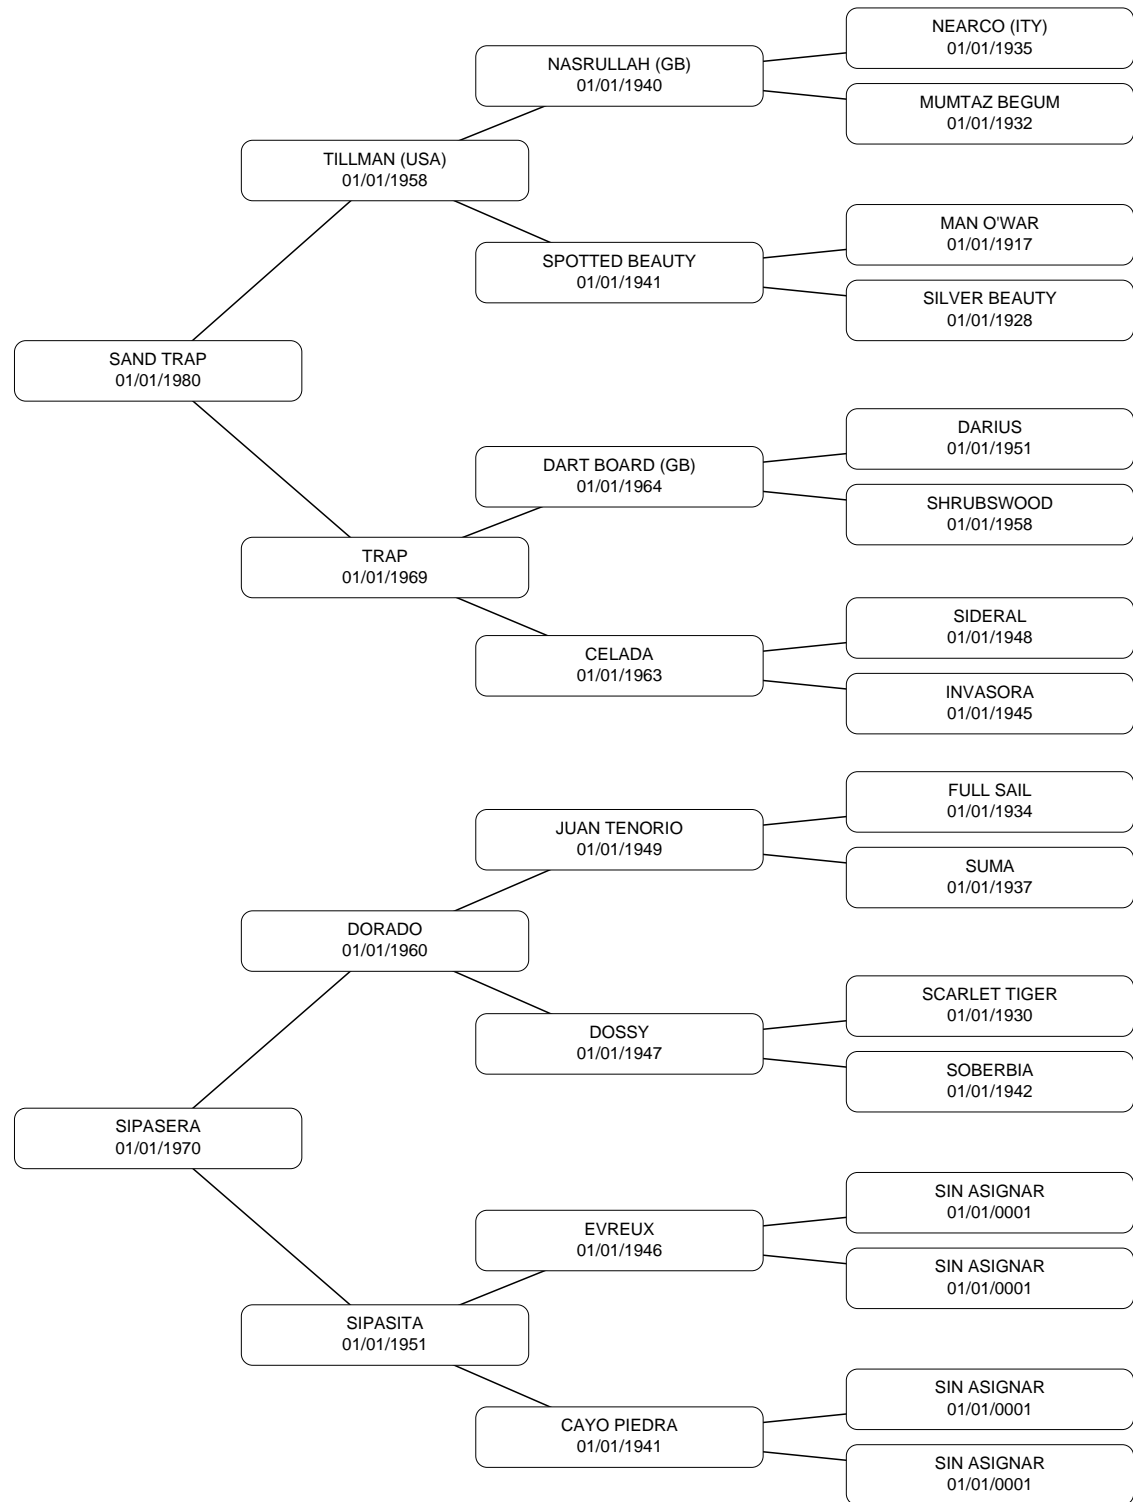 NEARCO (ITY)
01/01/1935
NASRULLAH (GB)
01/01/1940
MUMTAZ BEGUM
01/01/1932
TILLMAN (USA)
01/01/1958
MAN O'WAR
01/01/1917
SPOTTED BEAUTY
01/01/1941
SILVER BEAUTY
01/01/1928
SAND TRAP
01/01/1980
DARIUS
01/01/1951
DART BOARD (GB)
01/01/1964
SHRUBSWOOD
01/01/1958
TRAP
01/01/1969
SIDERAL
01/01/1948
CELADA
01/01/1963
INVASORA
01/01/1945
FULL SAIL
01/01/1934
JUAN TENORIO
01/01/1949
SUMA
01/01/1937
DORADO
01/01/1960
SCARLET TIGER
01/01/1930
DOSSY
01/01/1947
SOBERBIA
01/01/1942
SIPASERA
01/01/1970
SIN ASIGNAR
01/01/0001
EVREUX
01/01/1946
SIN ASIGNAR
01/01/0001
SIPASITA
01/01/1951
SIN ASIGNAR
01/01/0001
CAYO PIEDRA
01/01/1941
SIN ASIGNAR
01/01/0001